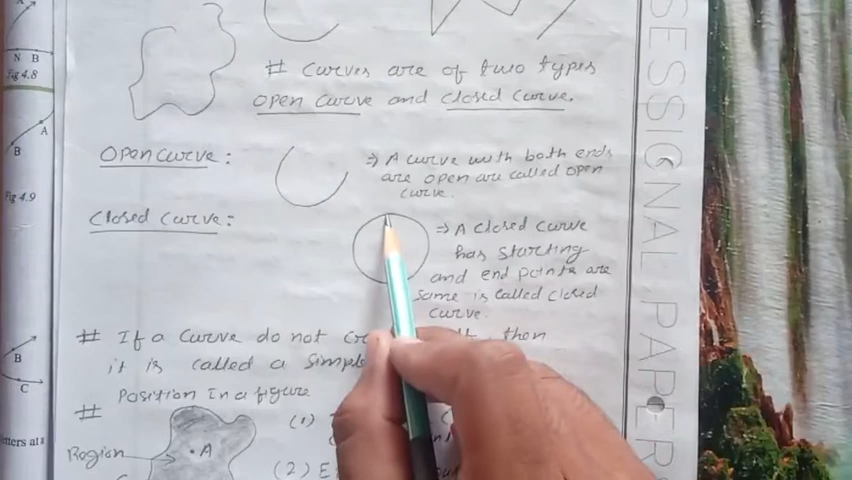 N B
Fig 4.8
A
B
Fig 4.9
B
C
# Curves are of two types
open curve and closed curve.
Open curve :
⇒ A curve with both ends
are open are called open
curve.
Closed curve :
⇒ A closed curve
has starting
and end points are
same is called closed
curve.
# If a curve do not
then
it is called a simple
Position in a figure
#
(1)
Region
A
(2)
SESSIGNAL PAPER